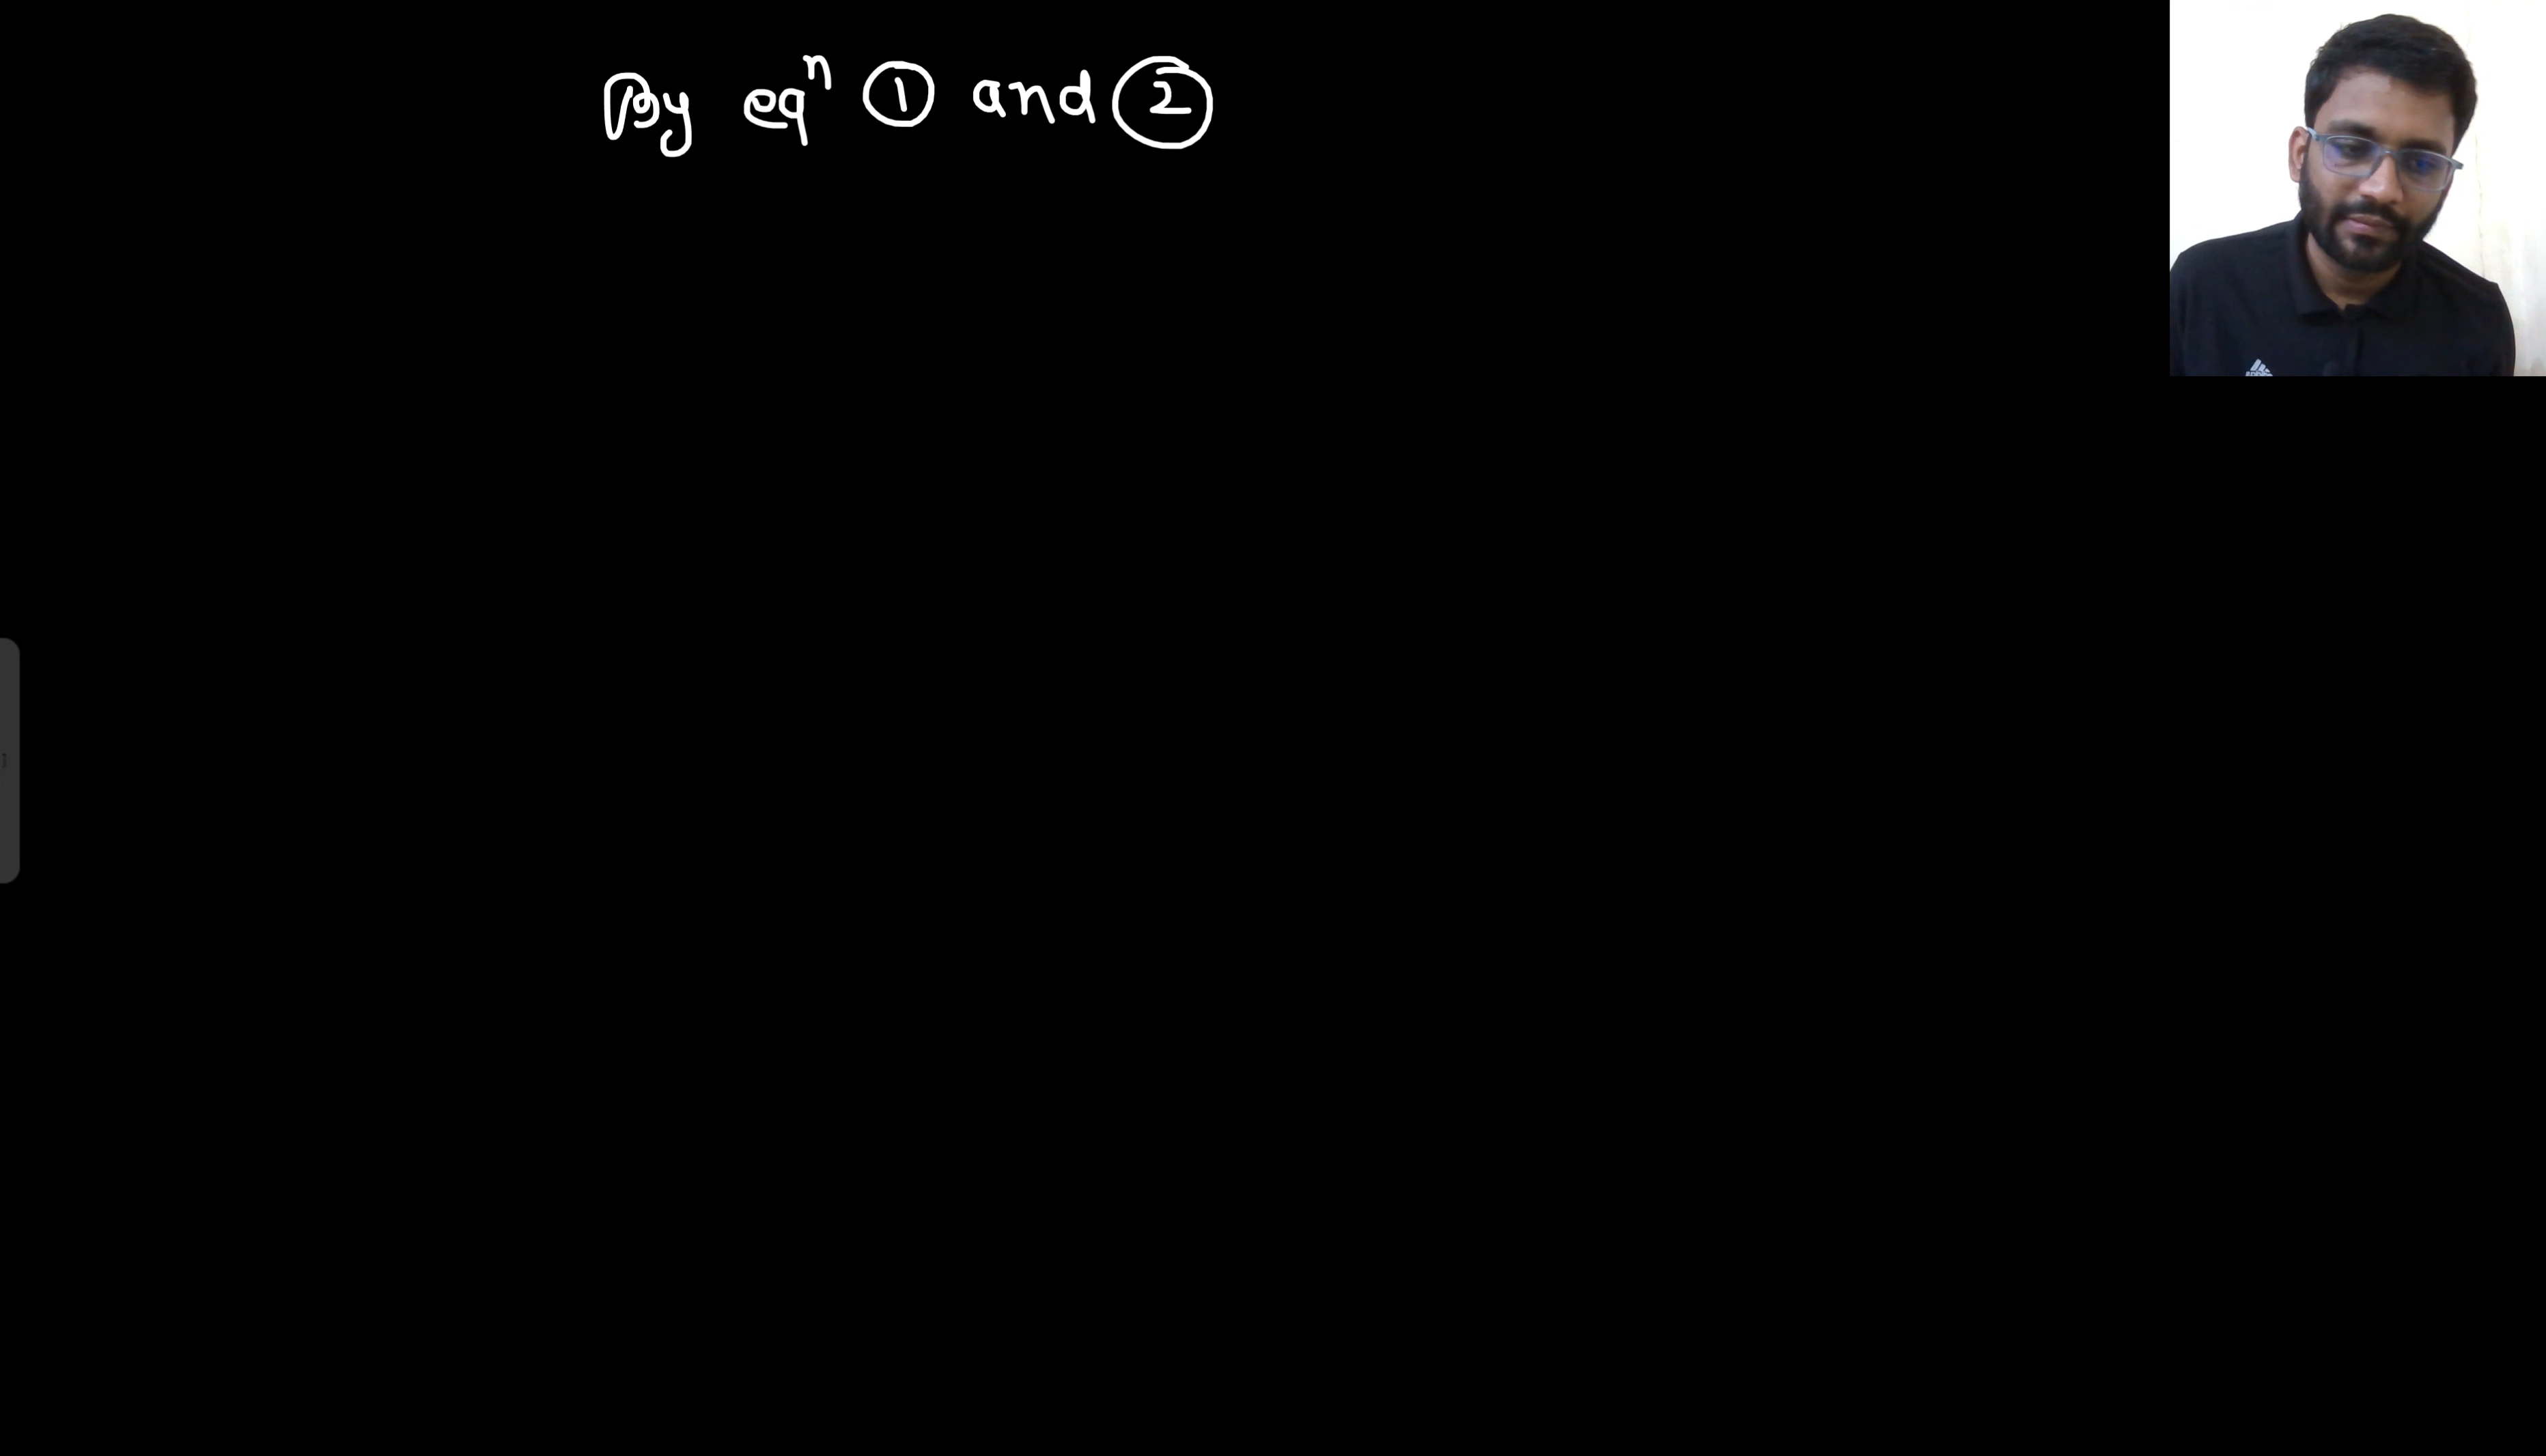 By eqⁿ ① and ②